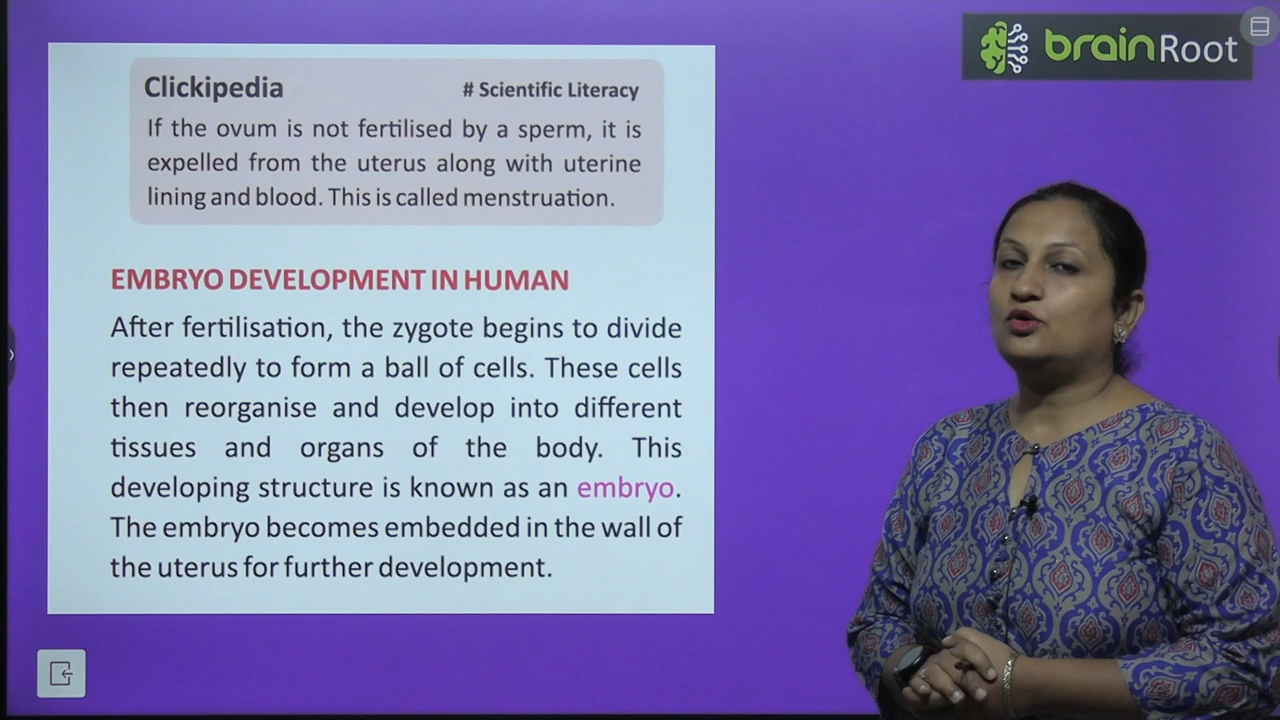 brainRoot
Clickipedia # Scientific Literacy
If the ovum is not fertilised by a sperm, it is
expelled from the uterus along with uterine
lining and blood. This is called menstruation.
EMBRYO DEVELOPMENT IN HUMAN
After fertilisation, the zygote begins to divide
repeatedly to form a ball of cells. These cells
then reorganise and develop into different
tissues and organs of the body. This
developing structure is known as an embryo.
The embryo becomes embedded in the wall of
the uterus for further development.